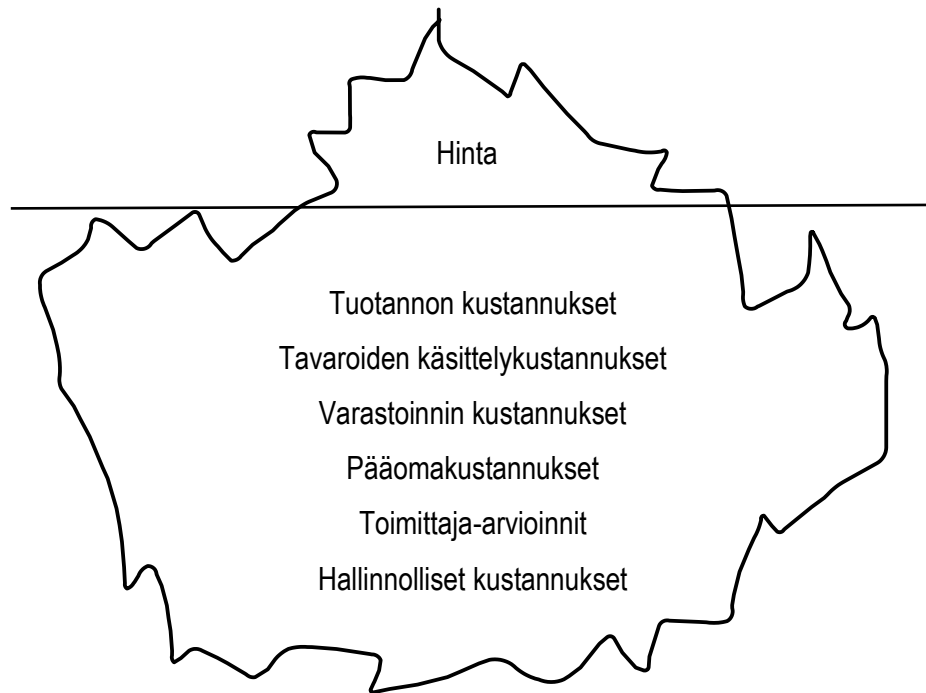 Hinta
Tuotannon kustannukset
Tavaroiden käsittelykustannukset
Varastoinnin kustannukset
Pääomakustannukset
Toimittaja-arvioinnit
Hallinnolliset kustannukset